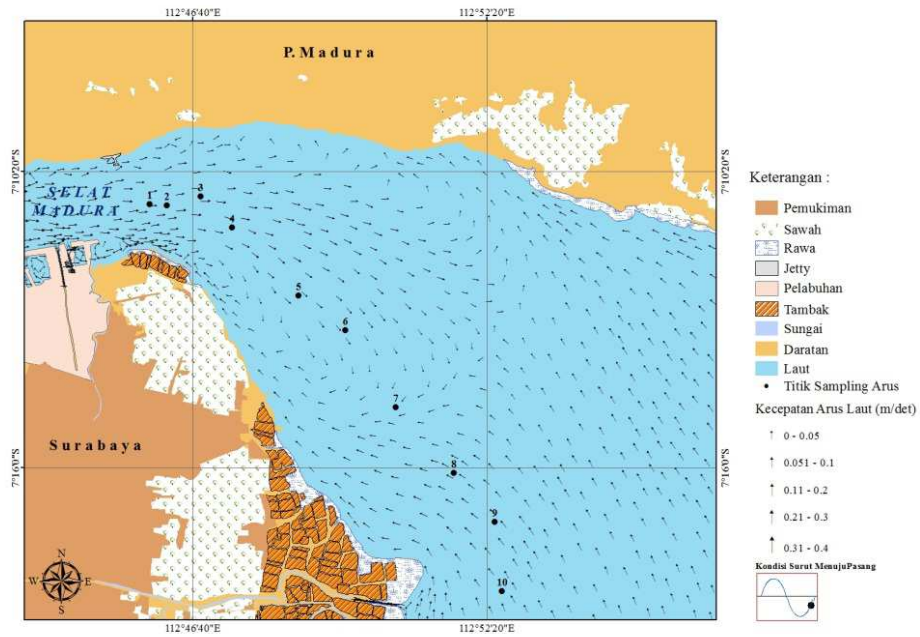 112°46'40"E 112°52'20"E
P. Madura
7°10'20"S 7°10'20"S
SELAT
MADURA
1 2 3
4
5
6
7
8
9
10
Surabaya
7°16'0"S 7°16'0"S
N
W E
S
112°46'40"E 112°52'20"E
Keterangan :
Pemukiman
Sawah
Rawa
Jetty
Pelabuhan
Tambak
Sungai
Daratan
Laut
Titik Sampling Arus
Kecepatan Arus Laut (m/det)
0 - 0.05
0.051 - 0.1
0.11 - 0.2
0.21 - 0.3
0.31 - 0.4
Kondisi Surut MenujuPasang